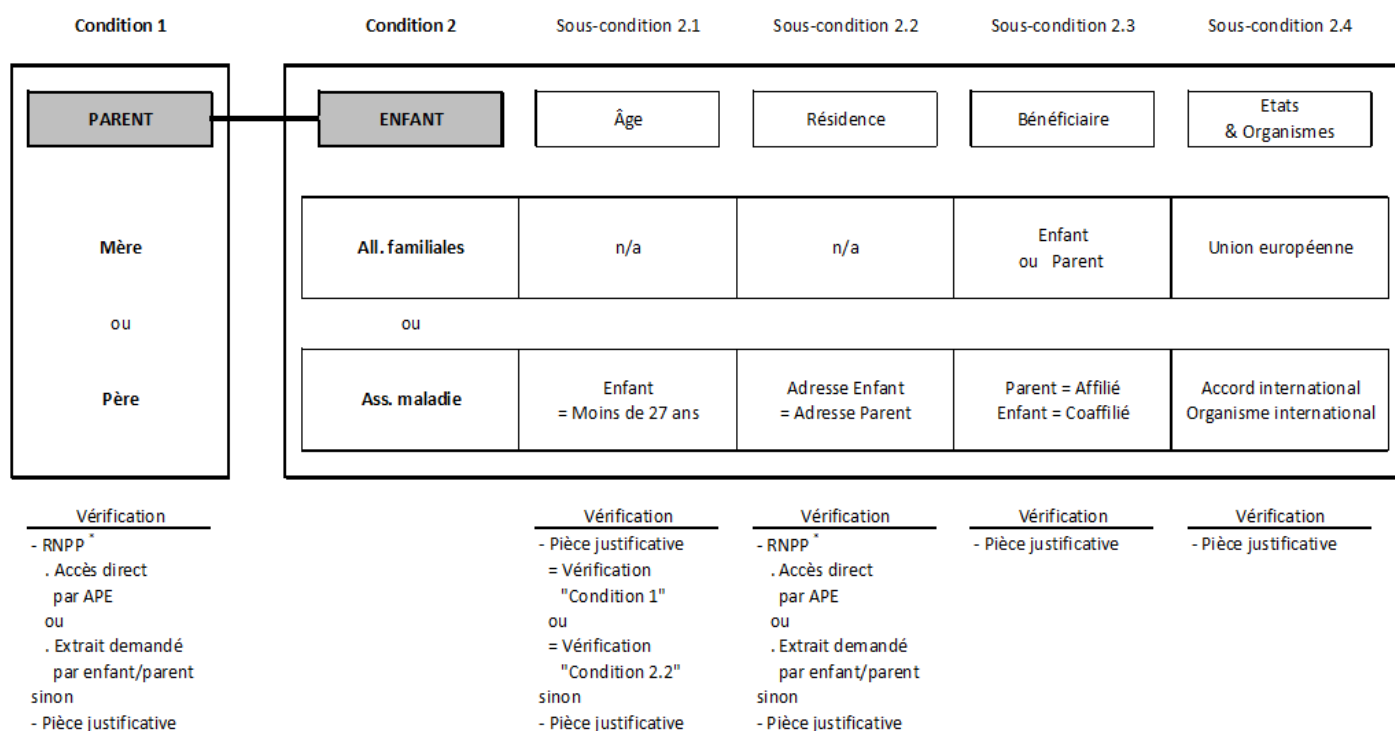 Condition 1
Condition 2
Sous-condition 2.1
Sous-condition 2.2
Sous-condition 2.3
Sous-condition 2.4
PARENT
ENFANT
Âge
Résidence
Bénéficiaire
Etats
& Organismes
Mère
ou
Père
All. familiales
n/a
n/a
Enfant
ou Parent
Union européenne
ou
Ass. maladie
Enfant
= Moins de 27 ans
Adresse Enfant
= Adresse Parent
Parent = Affilié
Enfant = Coaffilié
Accord international
Organisme international
Vérification
- RNPP *
. Accès direct
par APE
ou
. Extrait demandé
par enfant/parent
sinon
- Pièce justificative
Vérification
- Pièce justificative
= Vérification
"Condition 1"
ou
= Vérification
"Condition 2.2"
sinon
- Pièce justificative
Vérification
- RNPP *
. Accès direct
par APE
ou
. Extrait demandé
par enfant/parent
sinon
- Pièce justificative
Vérification
- Pièce justificative
Vérification
- Pièce justificative